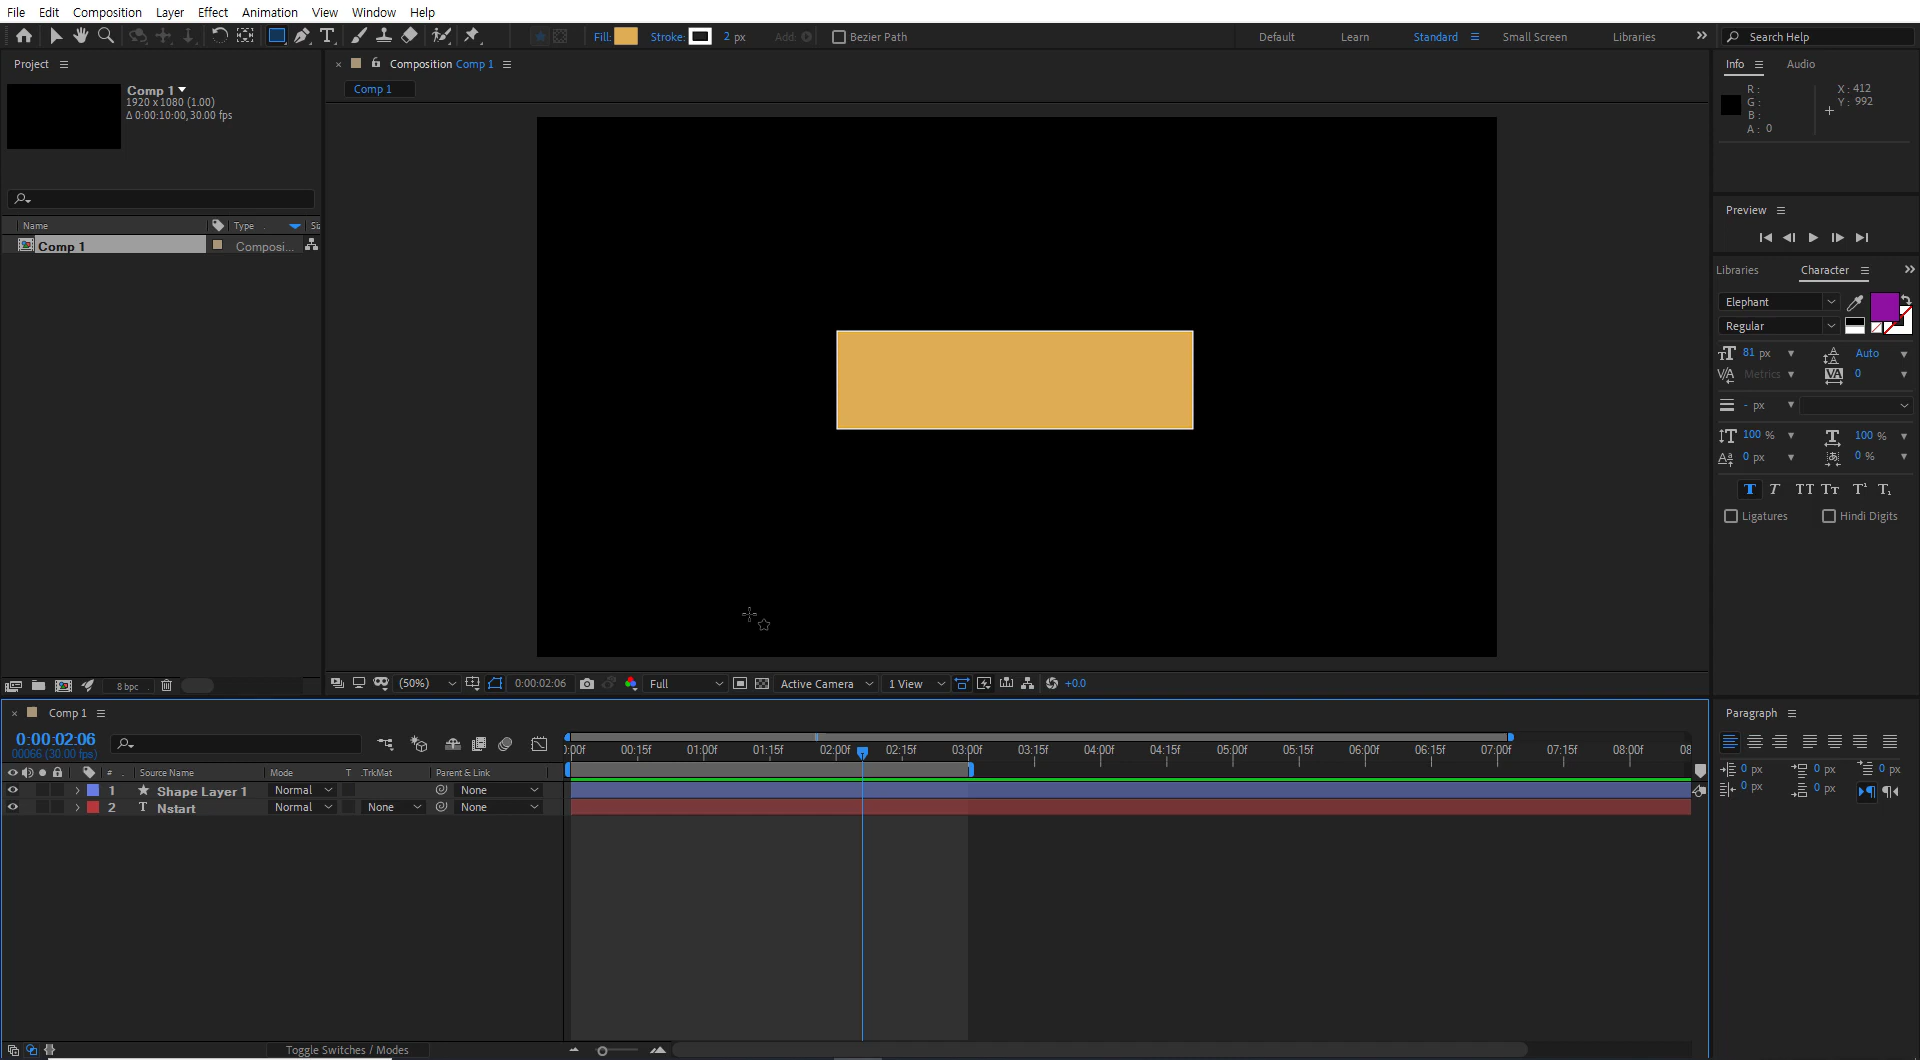 File Edit Composition Layer Effect Animation View Window Help
Fill: Stroke: 2 px Add: Bezier Path Default Learn Standard Small Screen Libraries Search Help
Project
Comp 1
1920 x 1080 (1.00)
Δ 0:00:10:00, 30.00 fps
Name Type Si
Comp 1 Composi...
8 bpc
Composition Comp 1
Comp 1
(50%) 0:00:02:06 Full Active Camera 1 View +0.0
Info Audio
R :
G :
B :
A : 0
X : 412
Y : 992
Preview
Libraries Character
Elephant
Regular
81 px Auto
Metrics 0
- px
100 % 100 %
0 px 0 %
T T TT TT T¹ T₁
Ligatures Hindi Digits
Comp 1
0:00:02:06
00066 (30.00 fps)
# Source Name Mode T .TrkMat Parent & Link
1 Shape Layer 1 Normal None
2 T Nstart Normal None None
):00f 00:15f 01:00f 01:15f 02:00f 02:15f 03:00f 03:15f 04:00f 04:15f 05:00f 05:15f 06:00f 06:15f 07:00f 07:15f 08:00f 08
Toggle Switches / Modes
Paragraph
0 px 0 px 0 px
0 px 0 px